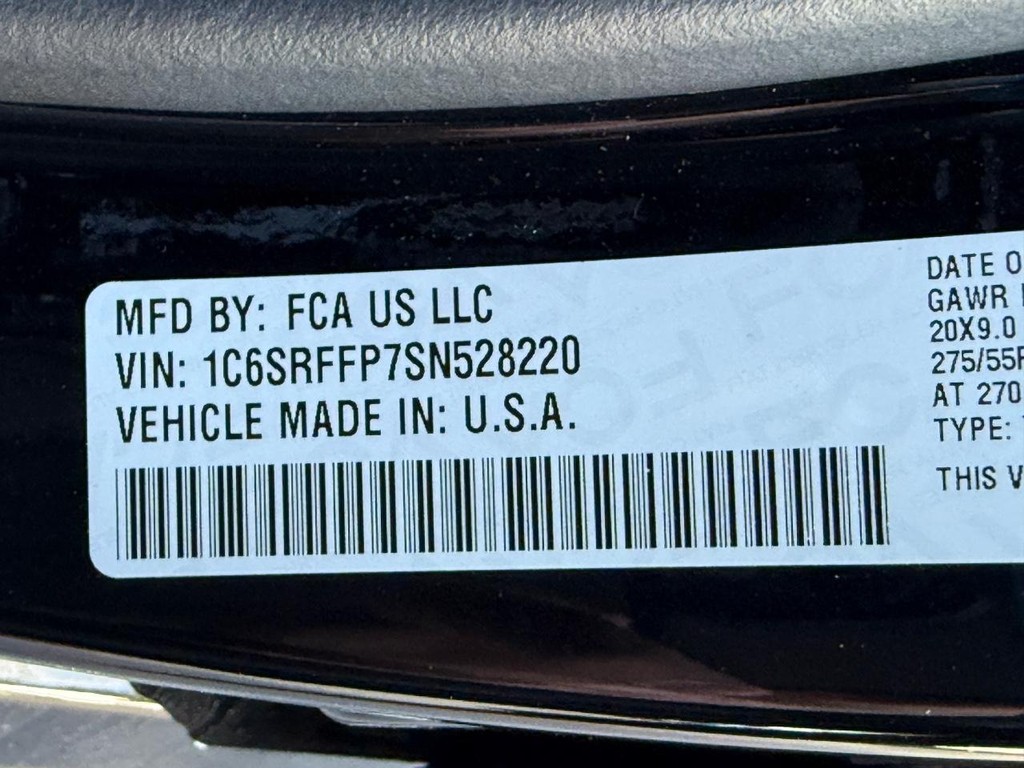 MFD BY: FCA US LLC
VIN: 1C6SRFFP7SN528220
VEHICLE MADE IN: U.S.A.
DATE O
GAWR
20X9.0
275/55R
AT 270
TYPE:
THIS V